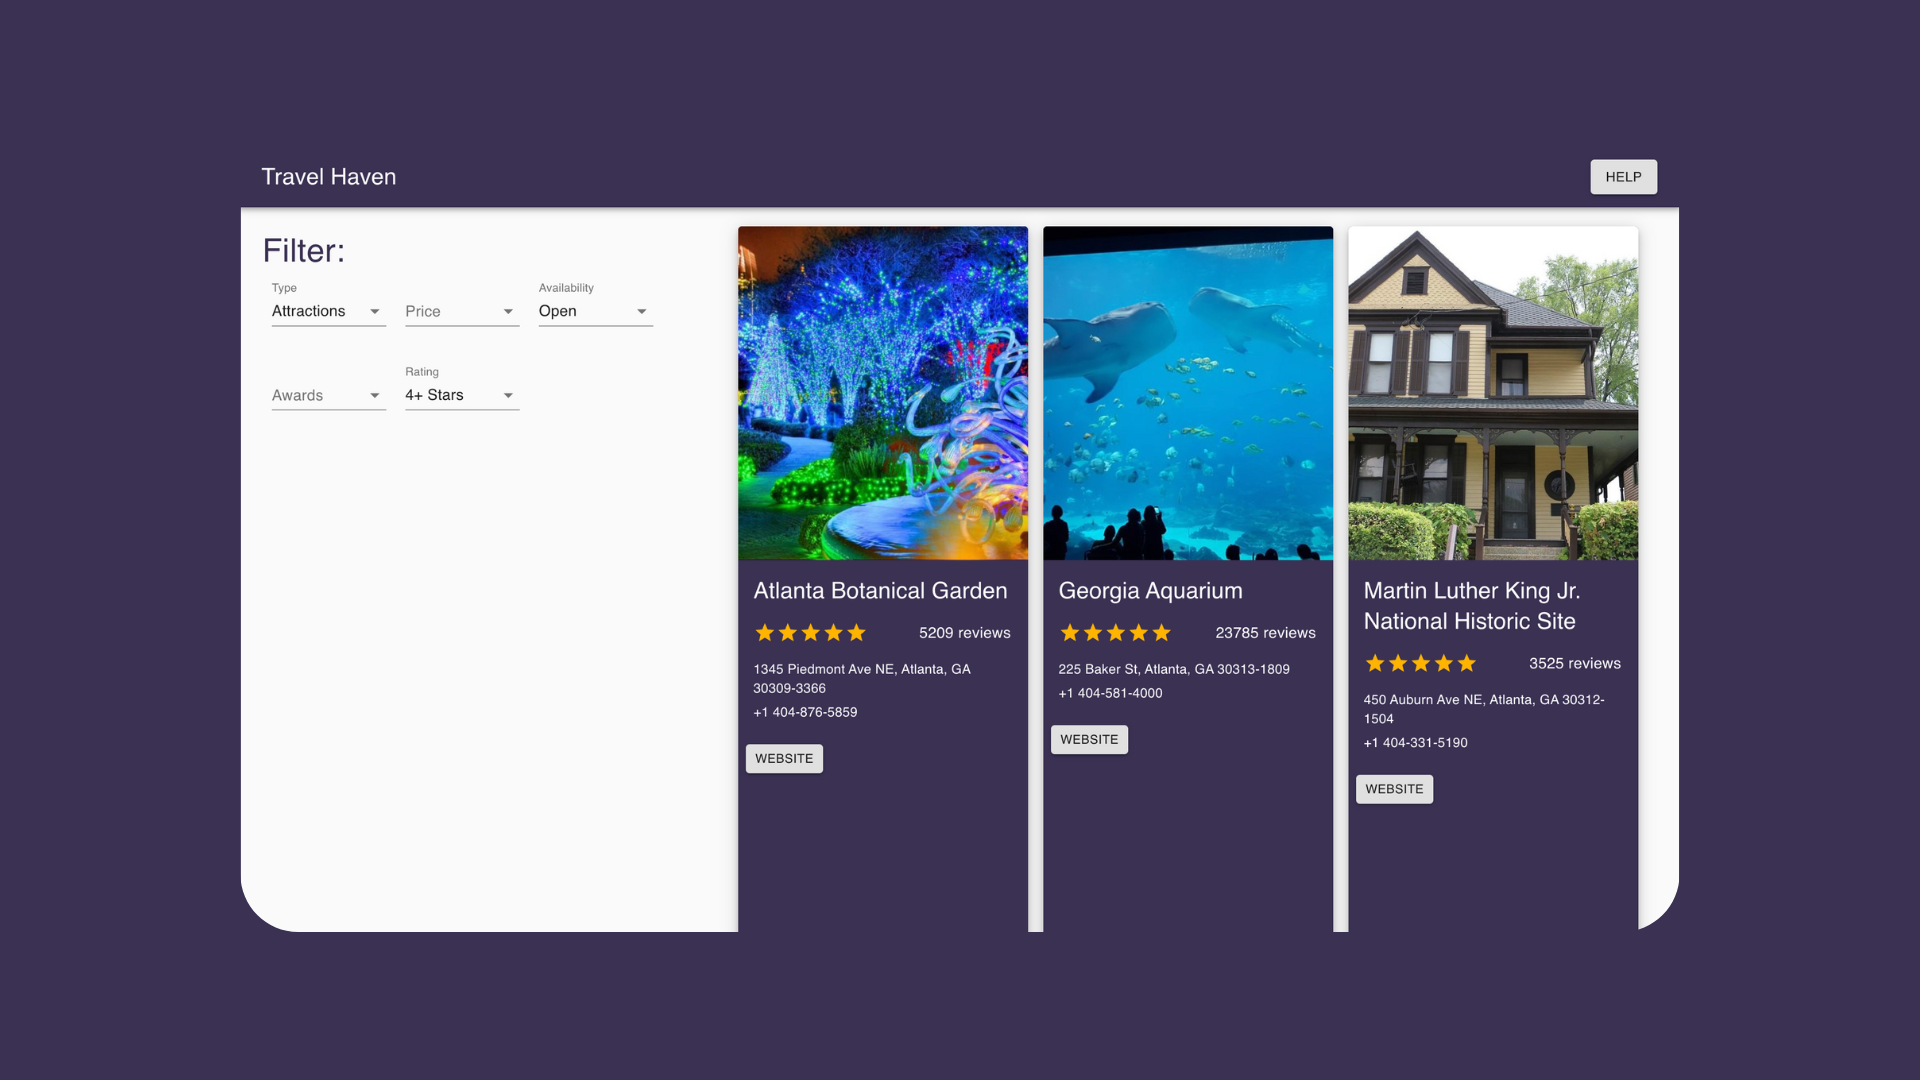 Travel Haven
HELP
Filter:
Type
Attractions
Price
Availability
Open
Awards
Rating
4+ Stars
Atlanta Botanical Garden
5209 reviews
1345 Piedmont Ave NE, Atlanta, GA
30309-3366
+1 404-876-5859
WEBSITE
Georgia Aquarium
23785 reviews
225 Baker St, Atlanta, GA 30313-1809
+1 404-581-4000
WEBSITE
Martin Luther King Jr.
National Historic Site
3525 reviews
450 Auburn Ave NE, Atlanta, GA 30312-
1504
+1 404-331-5190
WEBSITE